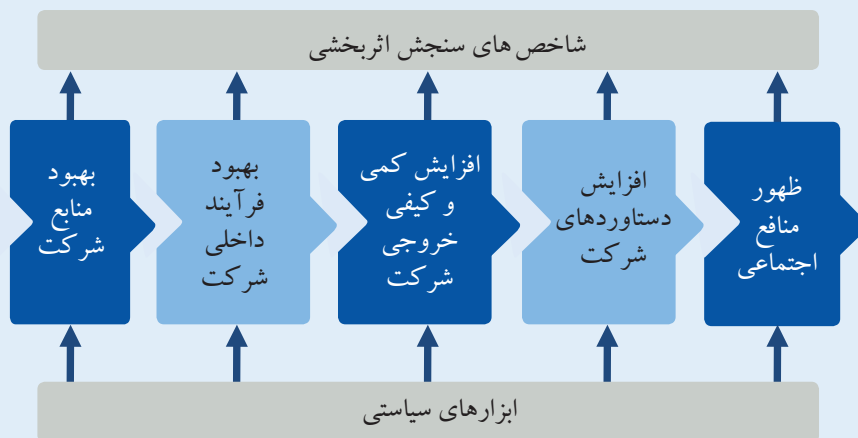 شاخص های سنجش اثربخشی
بهبود
منابع
شرکت
بهبود
فرآیند
داخلی
شرکت
افزایش کمی
و کیفی
خروجی
شرکت
افزایش
دستاوردهای
شرکت
ظهور
منافع
اجتماعی
ابزارهای سیاستی